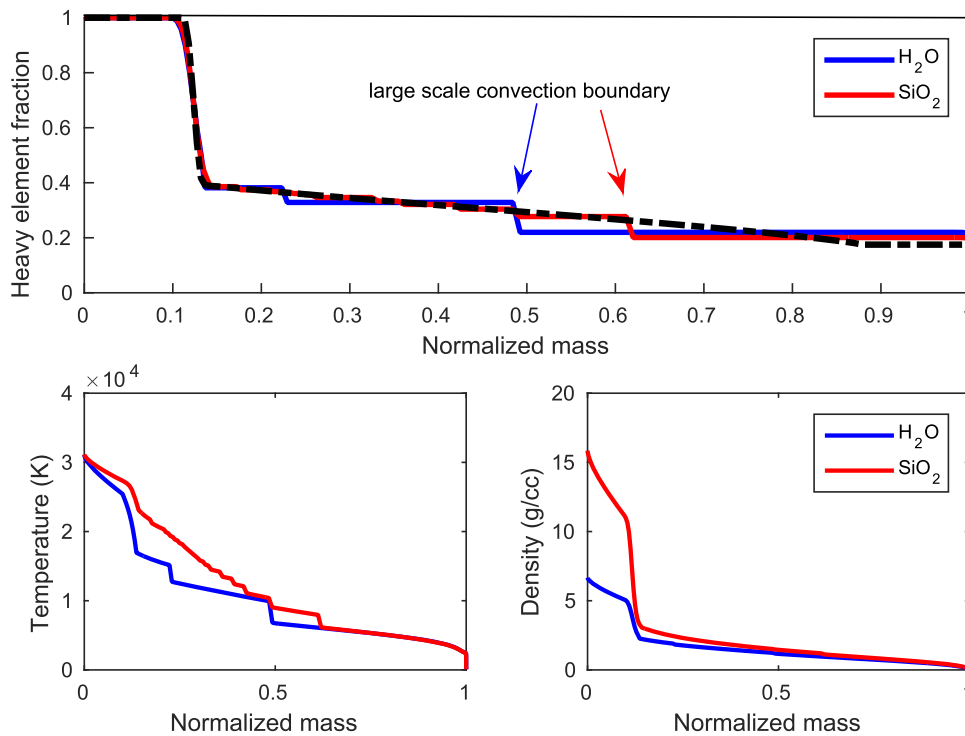 1
0.8
0.6
0.4
0.2
0
Heavy element fraction
large scale convection boundary
H2O
SiO2
0 0.1 0.2 0.3 0.4 0.5 0.6 0.7 0.8 0.9 1
Normalized mass
× 10^4
4
3
2
1
0
Temperature (K)
0 0.5 1
Normalized mass
20
15
10
5
0
Density (g/cc)
H2O
SiO2
0 0.5 1
Normalized mass